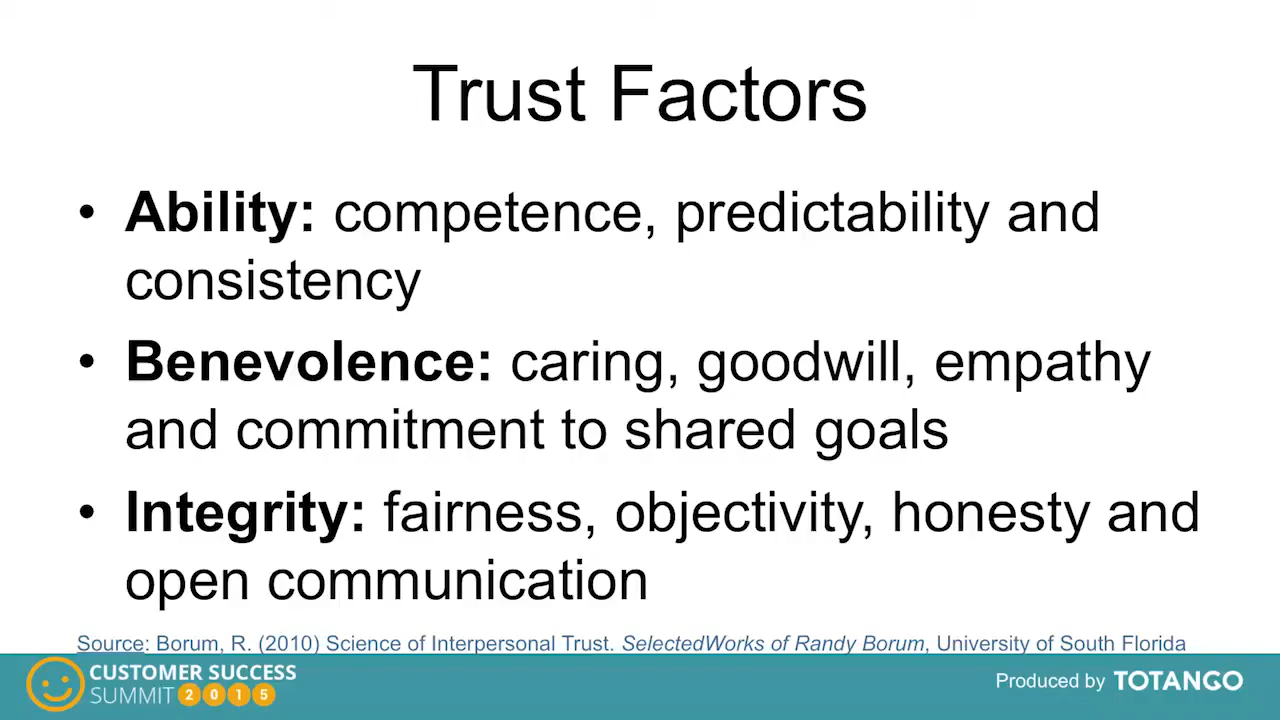 Trust Factors
• Ability: competence, predictability and
consistency
• Benevolence: caring, goodwill, empathy
and commitment to shared goals
• Integrity: fairness, objectivity, honesty and
open communication
Source: Borum, R. (2010) Science of Interpersonal Trust. SelectedWorks of Randy Borum, University of South Florida
CUSTOMER SUCCESS
SUMMIT 2015
Produced by TOTANGO